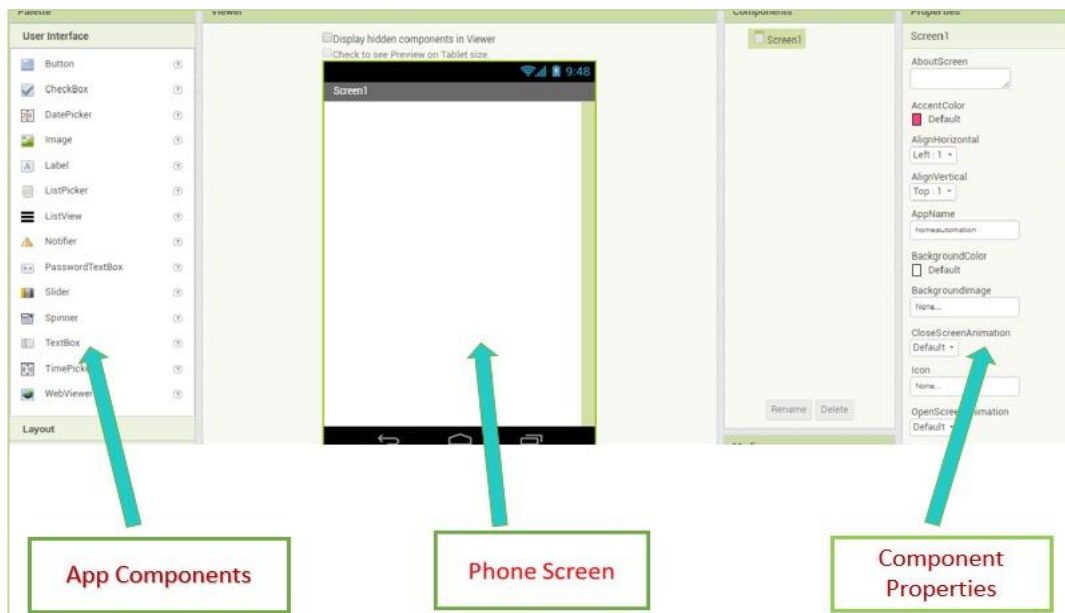 Palette
User Interface
Button
CheckBox
DatePicker
Image
Label
ListPicker
ListView
Notifier
PasswordTextBox
Slider
Spinner
TextBox
TimePicke
WebViewer
Layout
Viewer
Display hidden components in Viewer
Check to see Preview on Tablet size.
9:48
Screen1
Components
Screen1
Rename Delete
Properties
Screen1
AboutScreen
AccentColor
Default
AlignHorizontal
Left : 1
AlignVertical
Top : 1
AppName
homeautomation
BackgroundColor
Default
BackgroundImage
None...
CloseScreenAnimation
Default
Icon
None...
OpenScreenAnimation
Default
App Components
Phone Screen
Component
Properties